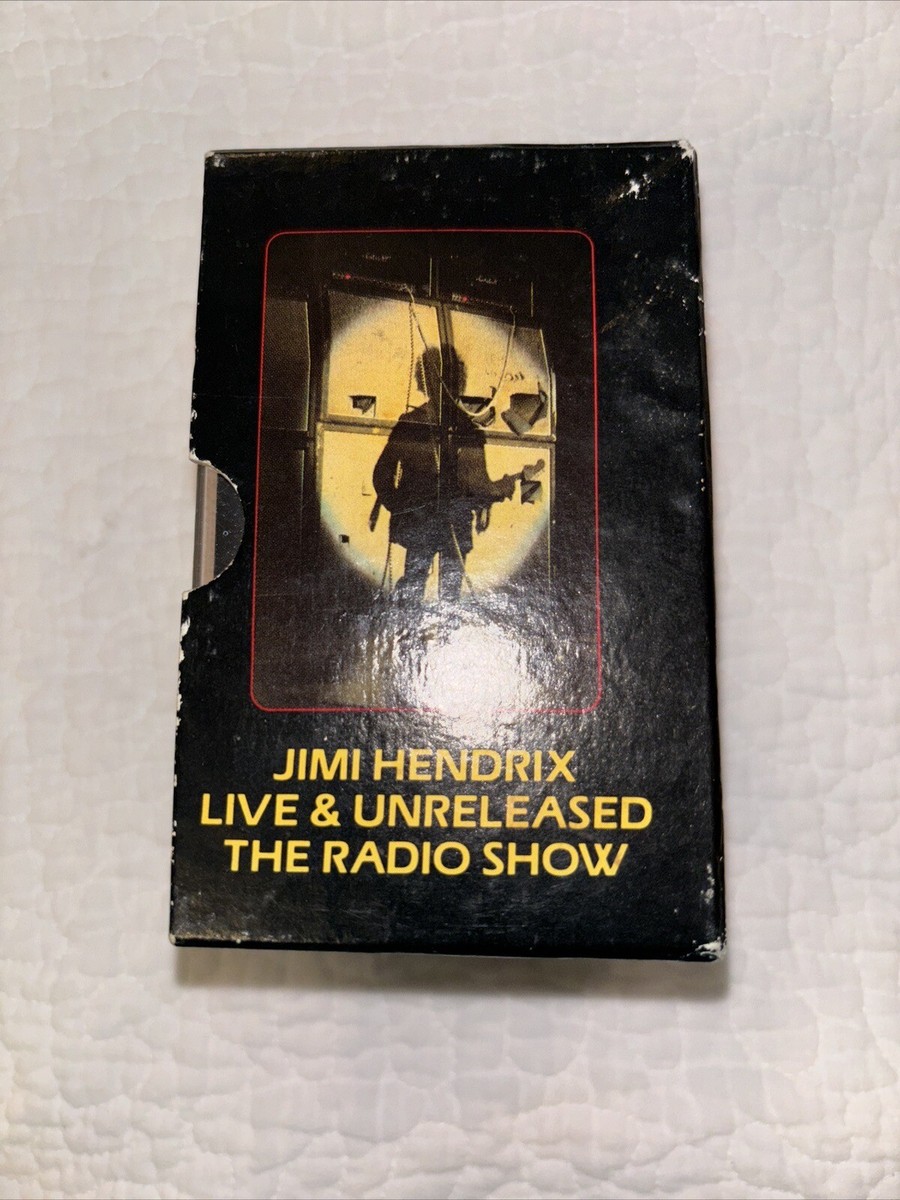 JIMI HENDRIX
LIVE & UNRELEASED
THE RADIO SHOW